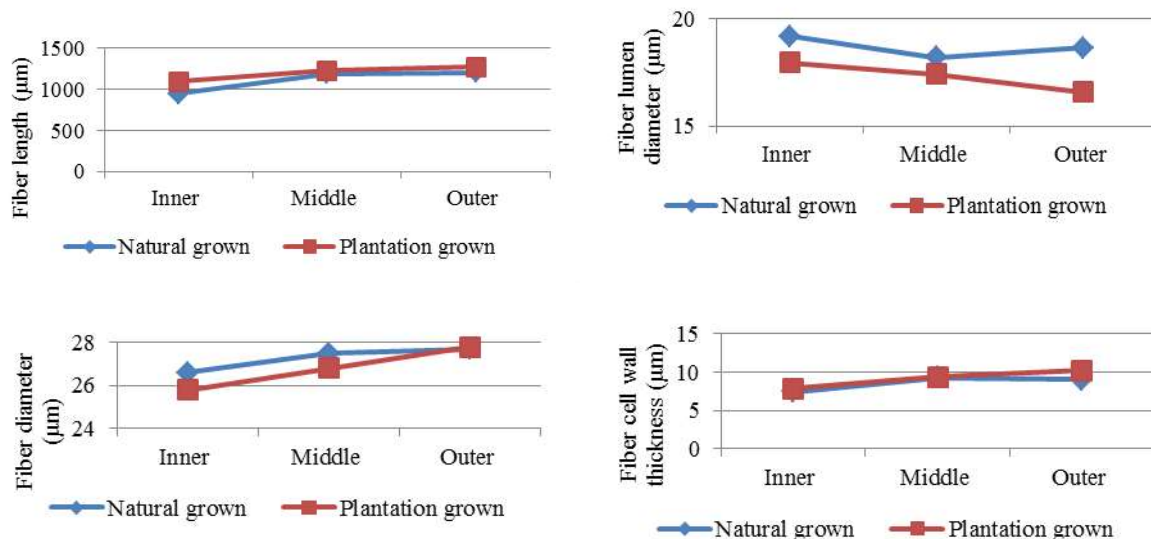 Fiber length (µm)
1500
1000
500
0
Inner Middle Outer
Natural grown Plantation grown
Fiber lumen
diameter (µm)
20
15
Inner Middle Outer
Natural grown Plantation grown
Fiber diameter
(µm)
28
26
24
Inner Middle Outer
Natural grown Plantation grown
Fiber cell wall
thickness (µm)
15
10
5
0
Inner Middle Outer
Natural grown Plantation grown